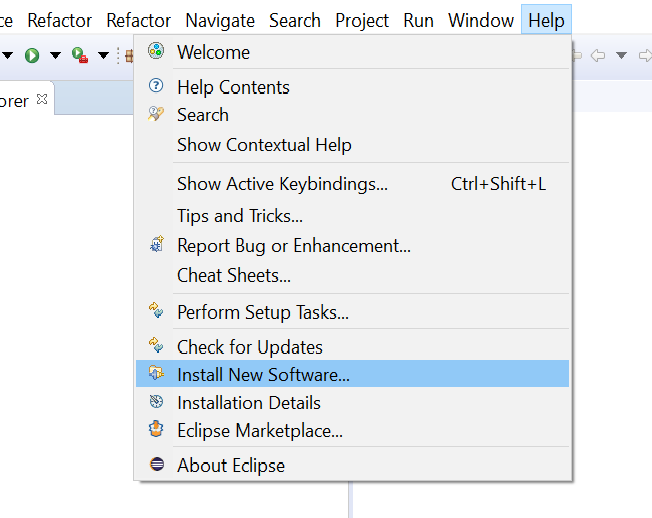 ce Refactor Refactor Navigate Search Project Run Window Help
orer
Welcome
Help Contents
Search
Show Contextual Help
Show Active Keybindings... Ctrl+Shift+L
Tips and Tricks...
Report Bug or Enhancement...
Cheat Sheets...
Perform Setup Tasks...
Check for Updates
Install New Software...
Installation Details
Eclipse Marketplace...
About Eclipse